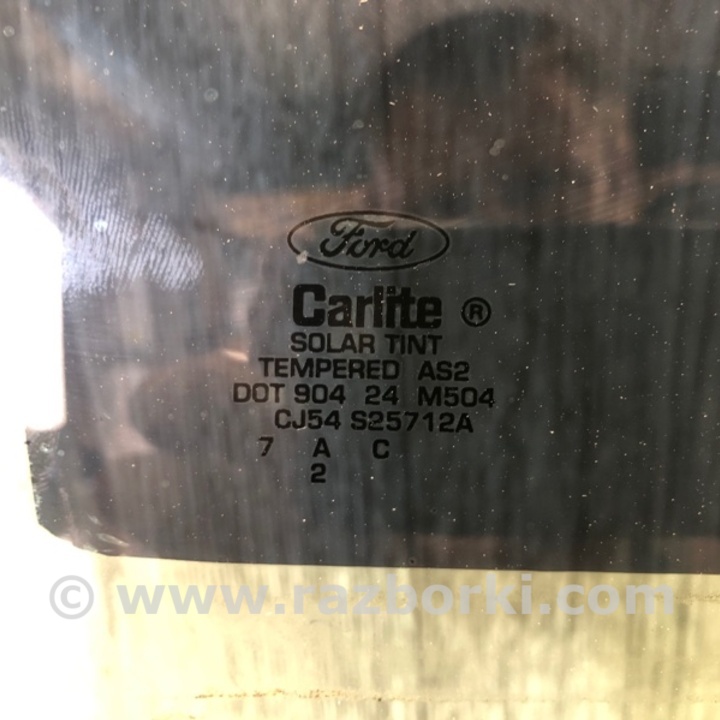 Ford
Carlite ®
SOLAR TINT
TEMPERED AS2
DOT 904 24 M504
CJ54 S25712A
7 A C
2
© www.razborki.com